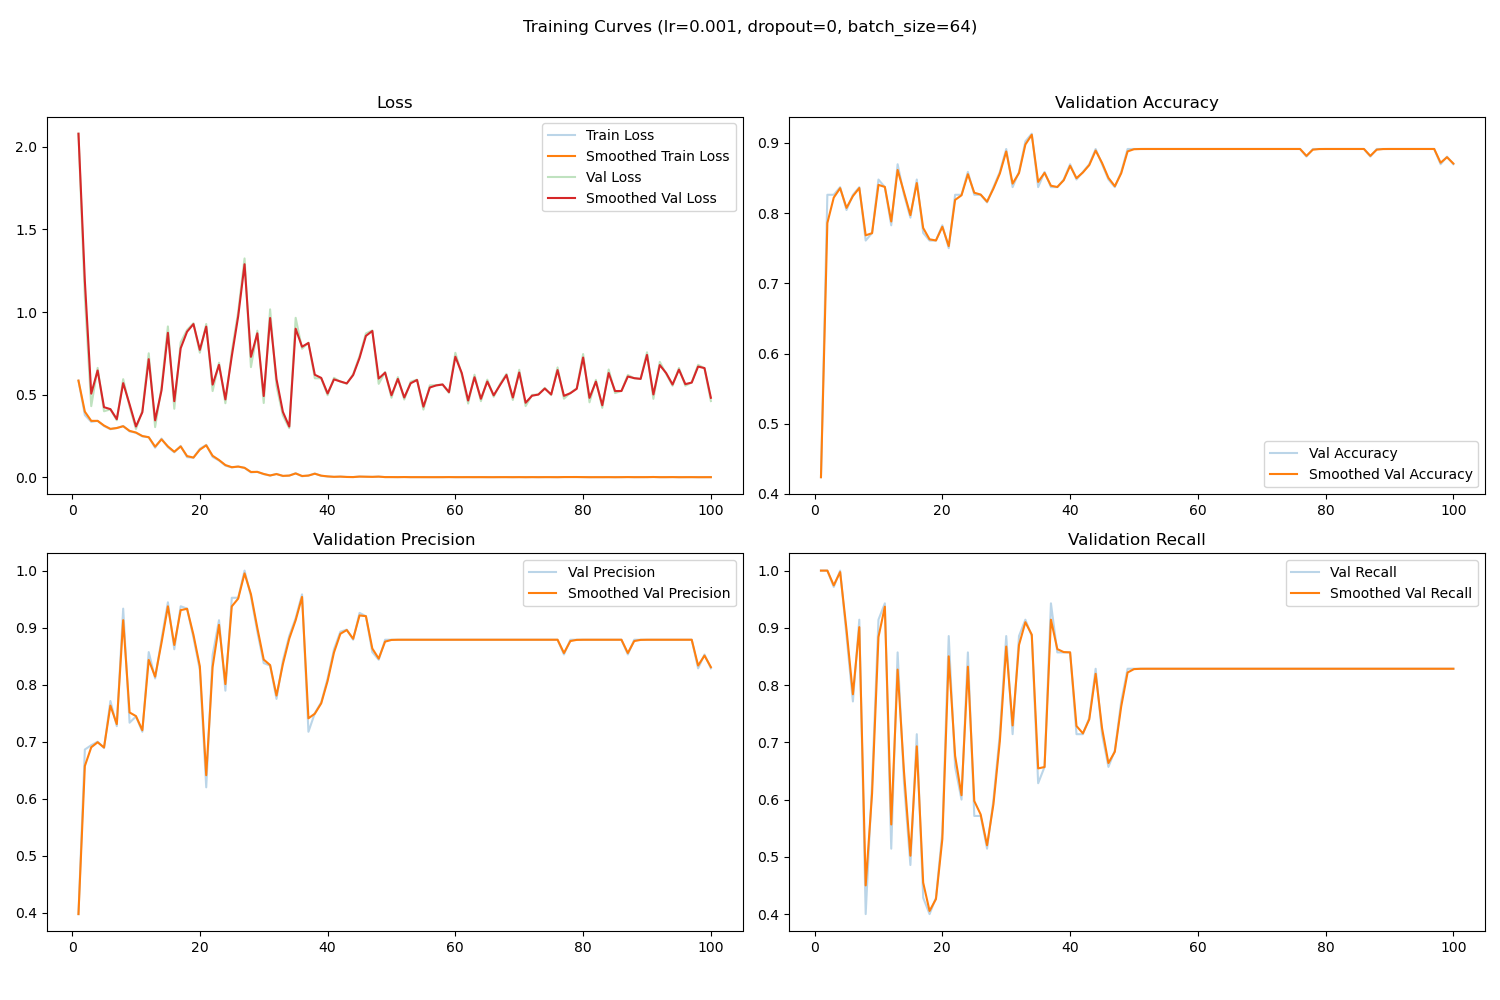 Training Curves (lr=0.001, dropout=0, batch_size=64)
Loss
Train Loss
Smoothed Train Loss
Val Loss
Smoothed Val Loss
2.0
1.5
1.0
0.5
0.0
0 20 40 60 80 100
Validation Accuracy
0.9
0.8
0.7
0.6
0.5
0.4
Val Accuracy
Smoothed Val Accuracy
0 20 40 60 80 100
Validation Precision
Val Precision
Smoothed Val Precision
1.0
0.9
0.8
0.7
0.6
0.5
0.4
0 20 40 60 80 100
Validation Recall
Val Recall
Smoothed Val Recall
1.0
0.9
0.8
0.7
0.6
0.5
0.4
0 20 40 60 80 100